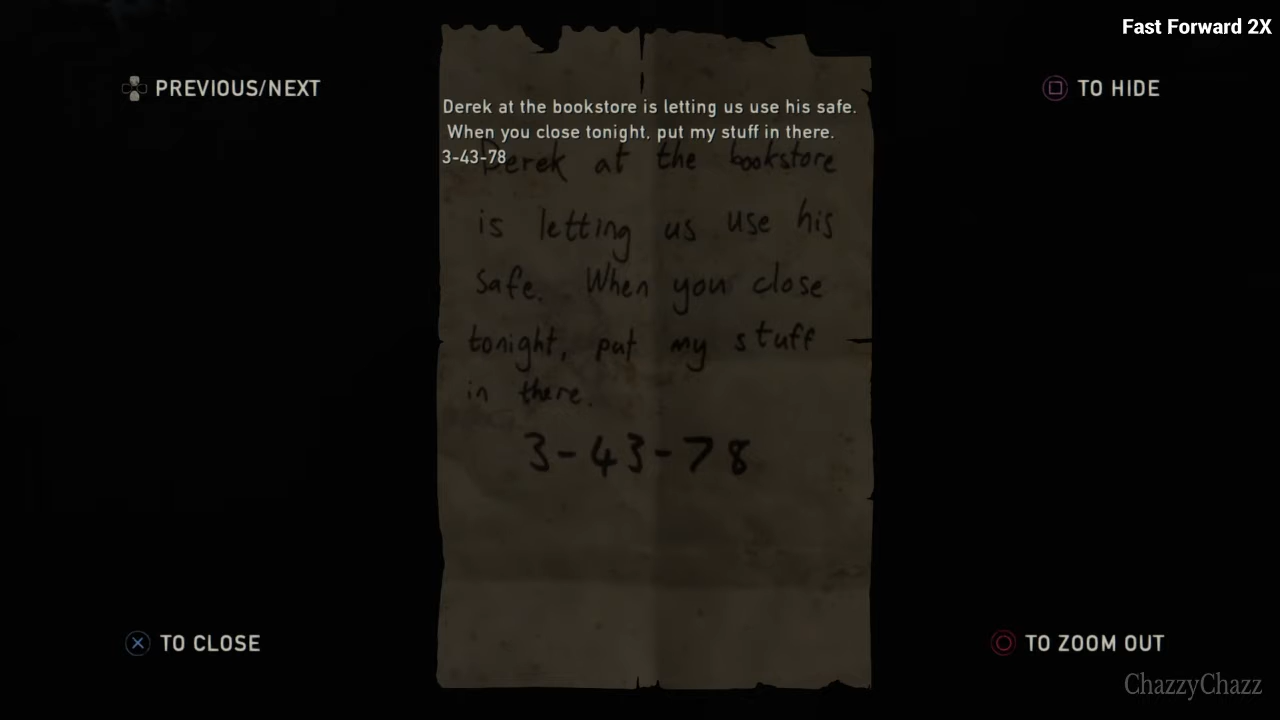 Fast Forward 2X
PREVIOUS/NEXT
TO HIDE
Derek at the bookstore is letting us use his safe.
When you close tonight, put my stuff in there.
3-43-78
Derek at the bookstore
is letting us use his
safe. When you close
tonight, put my stuff
in there.
3-43-78
TO CLOSE
TO ZOOM OUT
ChazzyChazz